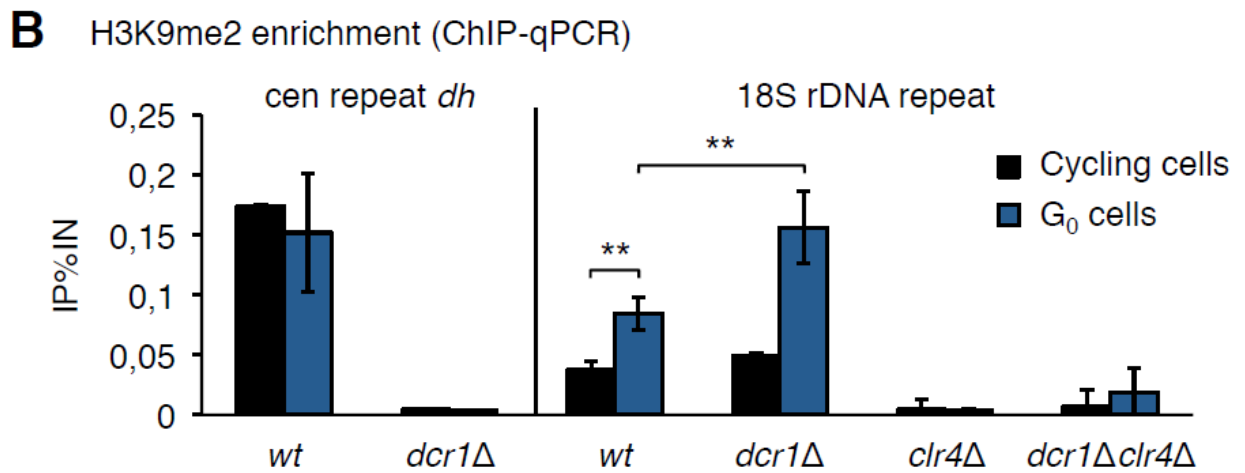 B H3K9me2 enrichment (ChIP-qPCR)
cen repeat dh 18S rDNA repeat
0,25
0,2
0,15
0,1
0,05
0
IP%IN
** **
Cycling cells
G₀ cells
wt dcr1Δ wt dcr1Δ clr4Δ dcr1Δclr4Δ